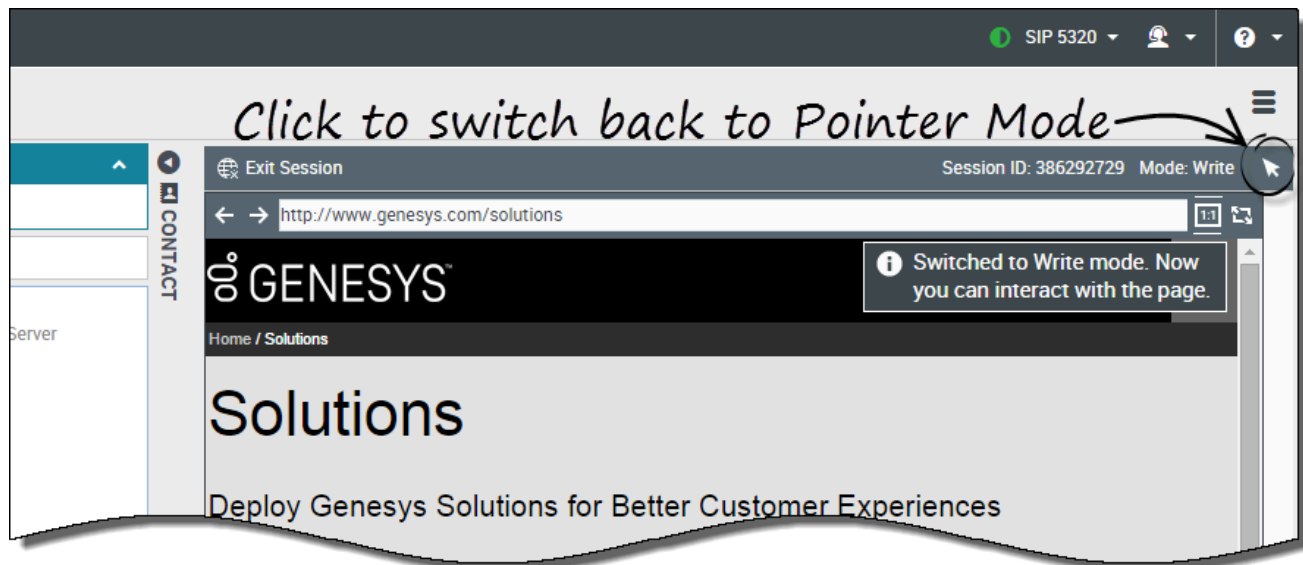 SIP 5320
Click to switch back to Pointer Mode
Exit Session
Session ID: 386292729 Mode: Write
CONTACT
http://www.genesys.com/solutions
1:1
GENESYS™
Switched to Write mode. Now
you can interact with the page.
Server
Home / Solutions
Solutions
Deploy Genesys Solutions for Better Customer Experiences